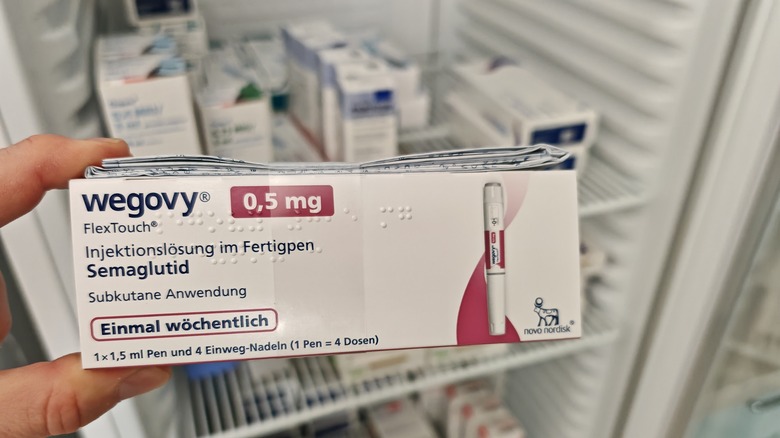 wegovy® 0,5 mg
FlexTouch®
Injektionslösung im Fertigpen
Semaglutid
Subkutane Anwendung
Einmal wöchentlich
1×1,5 ml Pen und 4 Einweg-Nadeln (1 Pen = 4 Dosen)
wegovy®
novo nordisk